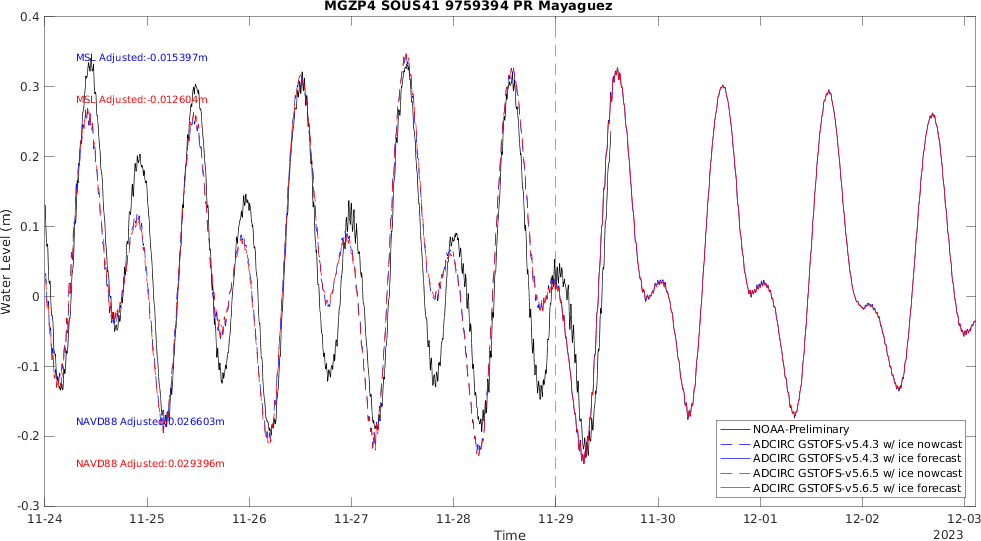 MGZP4 SOUS41 9759394 PR Mayaguez
0.4
0.3
0.2
0.1
0
-0.1
-0.2
-0.3
Water Level (m)
MSL Adjusted:-0.015397m
MSL Adjusted:-0.012604m
NAVD88 Adjusted:0.026603m
NAVD88 Adjusted:0.029396m
NOAA-Preliminary
ADCIRC GSTOFS-v5.4.3 w/ ice nowcast
ADCIRC GSTOFS-v5.4.3 w/ ice forecast
ADCIRC GSTOFS-v5.6.5 w/ ice nowcast
ADCIRC GSTOFS-v5.6.5 w/ ice forecast
11-24 11-25 11-26 11-27 11-28 11-29 11-30 12-01 12-02 12-03
Time
2023